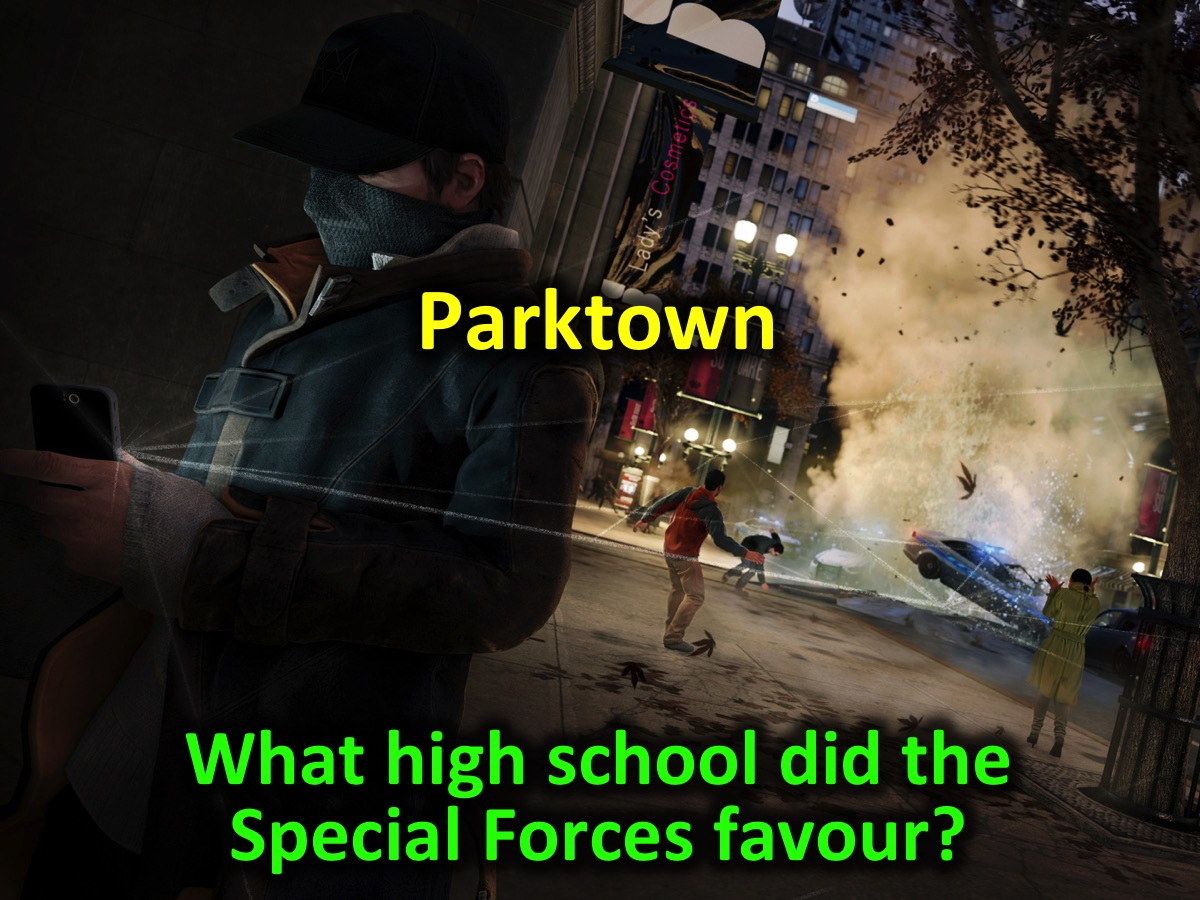 Lady's Cosmetics
Parktown
What high school did the
Special Forces favour?